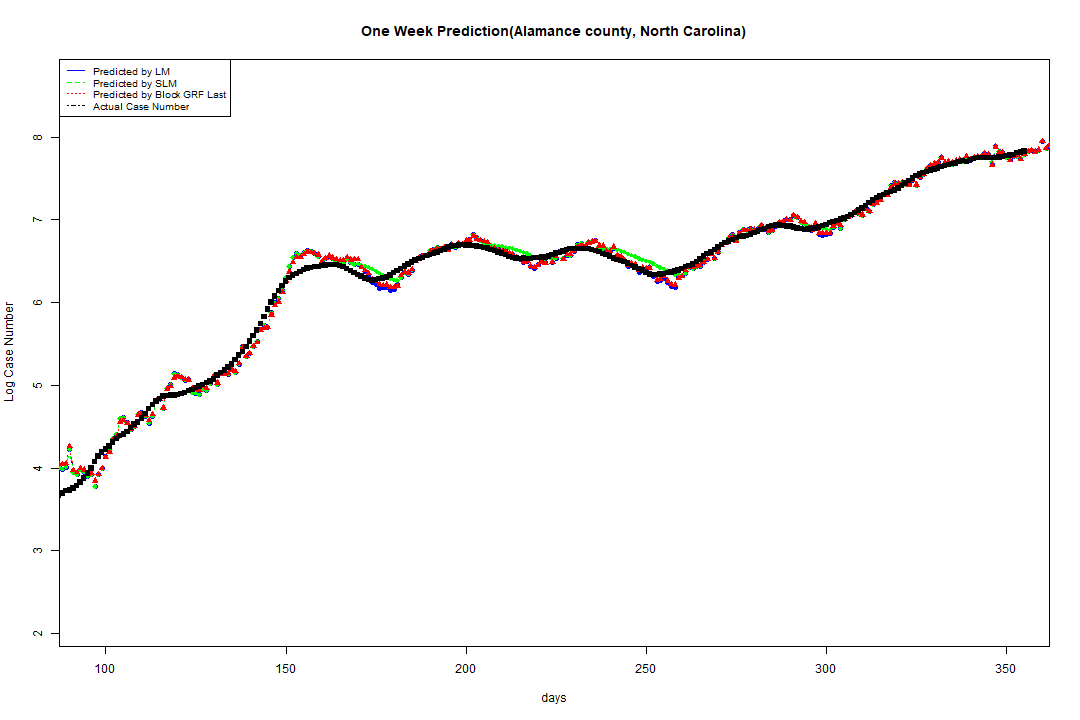 One Week Prediction(Alamance county, North Carolina)
Predicted by LM
Predicted by SLM
Predicted by Block GRF Last
Actual Case Number
Log Case Number
8
7
6
5
4
3
2
100 150 200 250 300 350
days